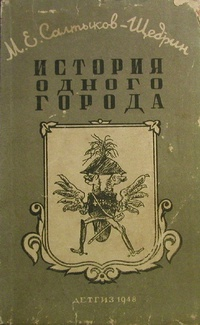 М. Е. Салтыков-Щедрин
ИСТОРИЯ
ОДНОГО
ГОРОДА
ДЕТГИЗ 1948